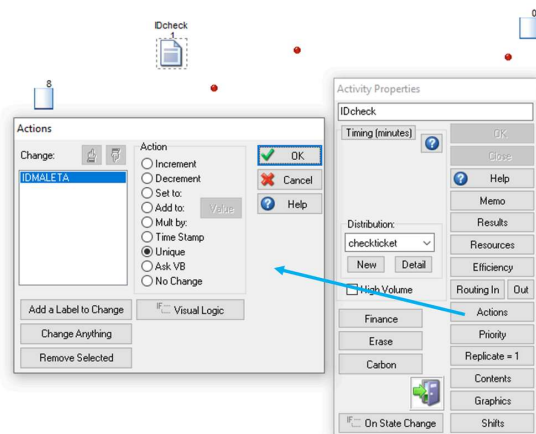 IDcheck
1
0
8
Actions
Change:
IDMALETA
Action
Increment
Decrement
Set to:
Add to:
Value
Mult by:
Time Stamp
Unique
Ask VB
No Change
OK
Cancel
Help
Add a Label to Change
IF Visual Logic
Change Anything
Remove Selected
Activity Properties
IDcheck
Timing (minutes)
OK
Close
Help
Memo
Results
Distribution:
checkticket
New
Detail
High Volume
Resources
Efficiency
Routing In
Out
Finance
Erase
Carbon
Actions
Priority
Replicate = 1
Contents
Graphics
IF On State Change
Shifts